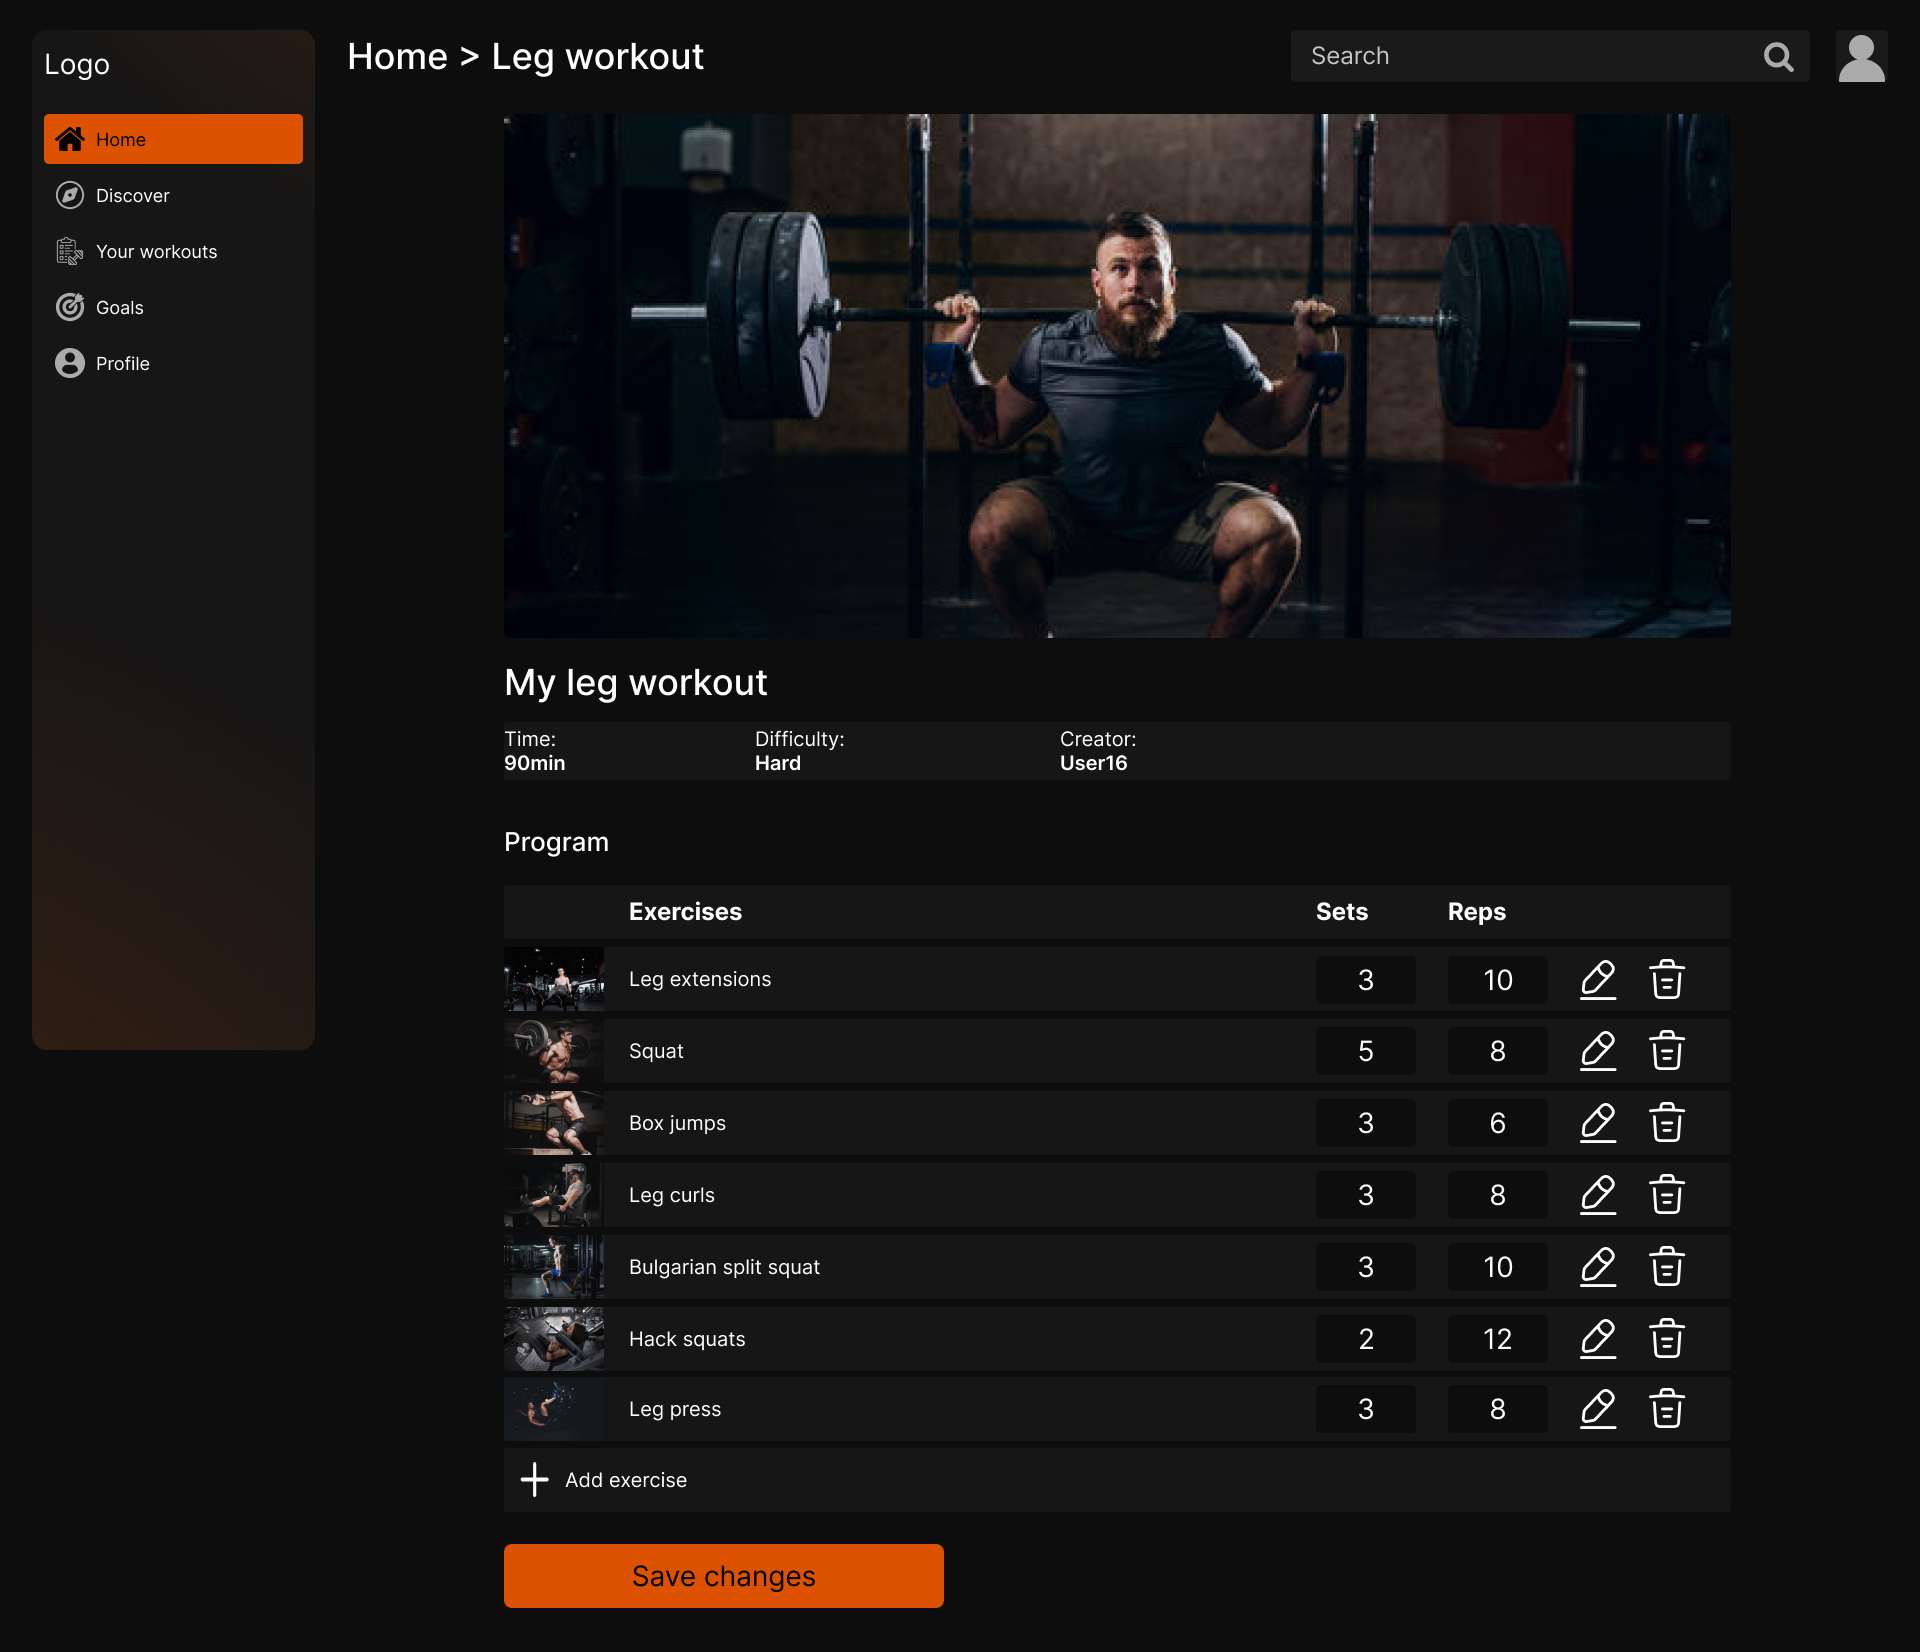 Logo
Home
Discover
Your workouts
Goals
Profile
Home > Leg workout
Search
My leg workout
Time: Difficulty: Creator:
90min Hard User16
Program
Exercises Sets Reps
Leg extensions 3 10
Squat 5 8
Box jumps 3 6
Leg curls 3 8
Bulgarian split squat 3 10
Hack squats 2 12
Leg press 3 8
Add exercise
Save changes